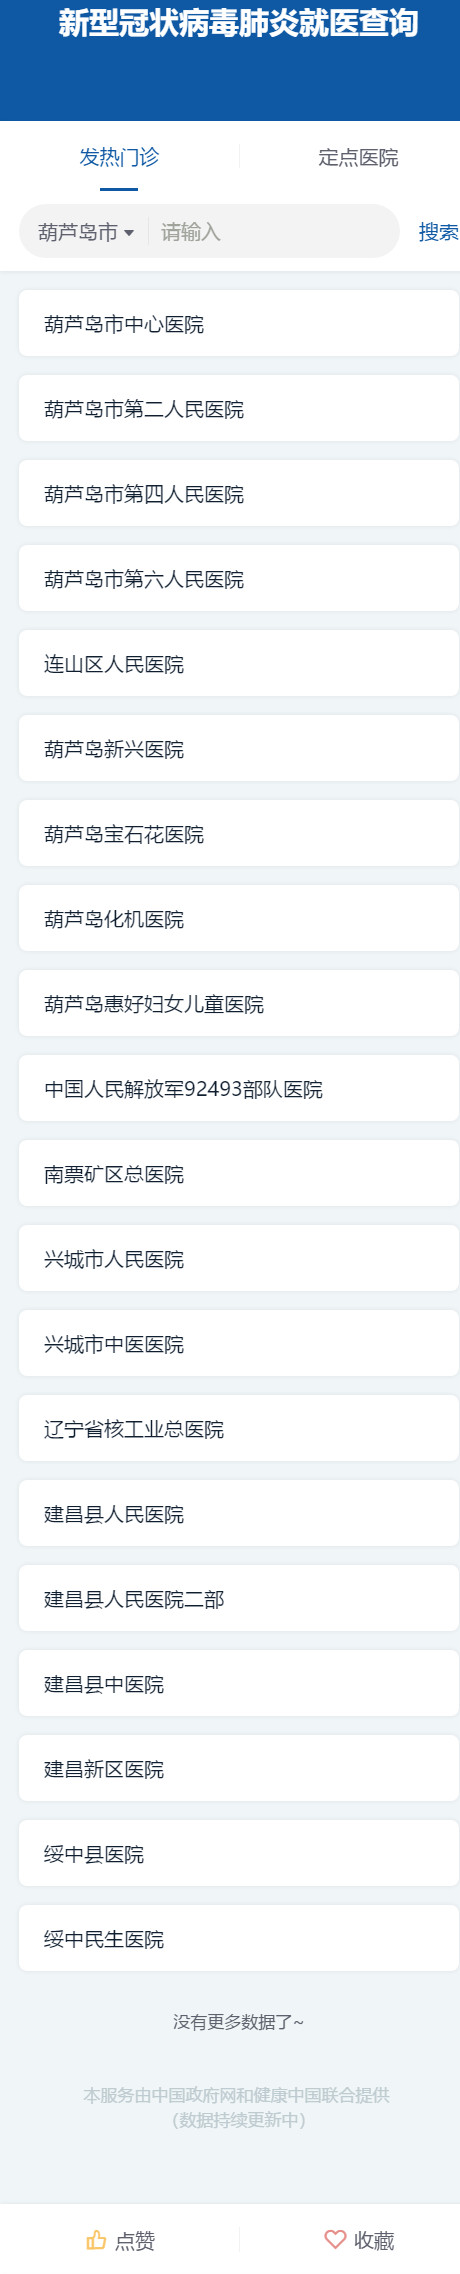 新型冠状病毒肺炎就医查询
发热门诊
定点医院
葫芦岛市 请输入 搜索
葫芦岛市中心医院
葫芦岛市第二人民医院
葫芦岛市第四人民医院
葫芦岛市第六人民医院
连山区人民医院
葫芦岛新兴医院
葫芦岛宝石花医院
葫芦岛化机医院
葫芦岛惠好妇女儿童医院
中国人民解放军92493部队医院
南票矿区总医院
兴城市人民医院
兴城市中医医院
辽宁省核工业总医院
建昌县人民医院
建昌县人民医院二部
建昌县中医院
建昌新区医院
绥中县医院
绥中民生医院
没有更多数据了~
本服务由中国政府网和健康中国联合提供
（数据持续更新中）
点赞
收藏